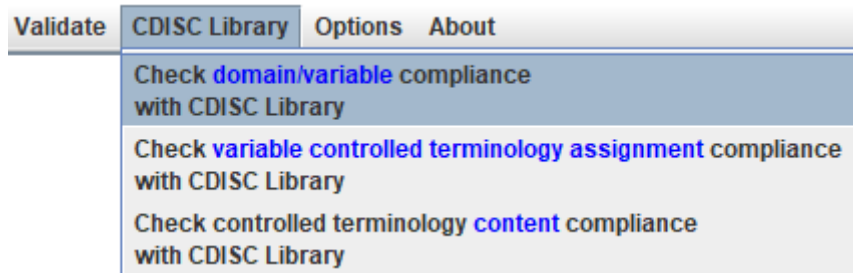 Validate CDISC Library Options About
Check domain/variable compliance
with CDISC Library
Check variable controlled terminology assignment compliance
with CDISC Library
Check controlled terminology content compliance
with CDISC Library